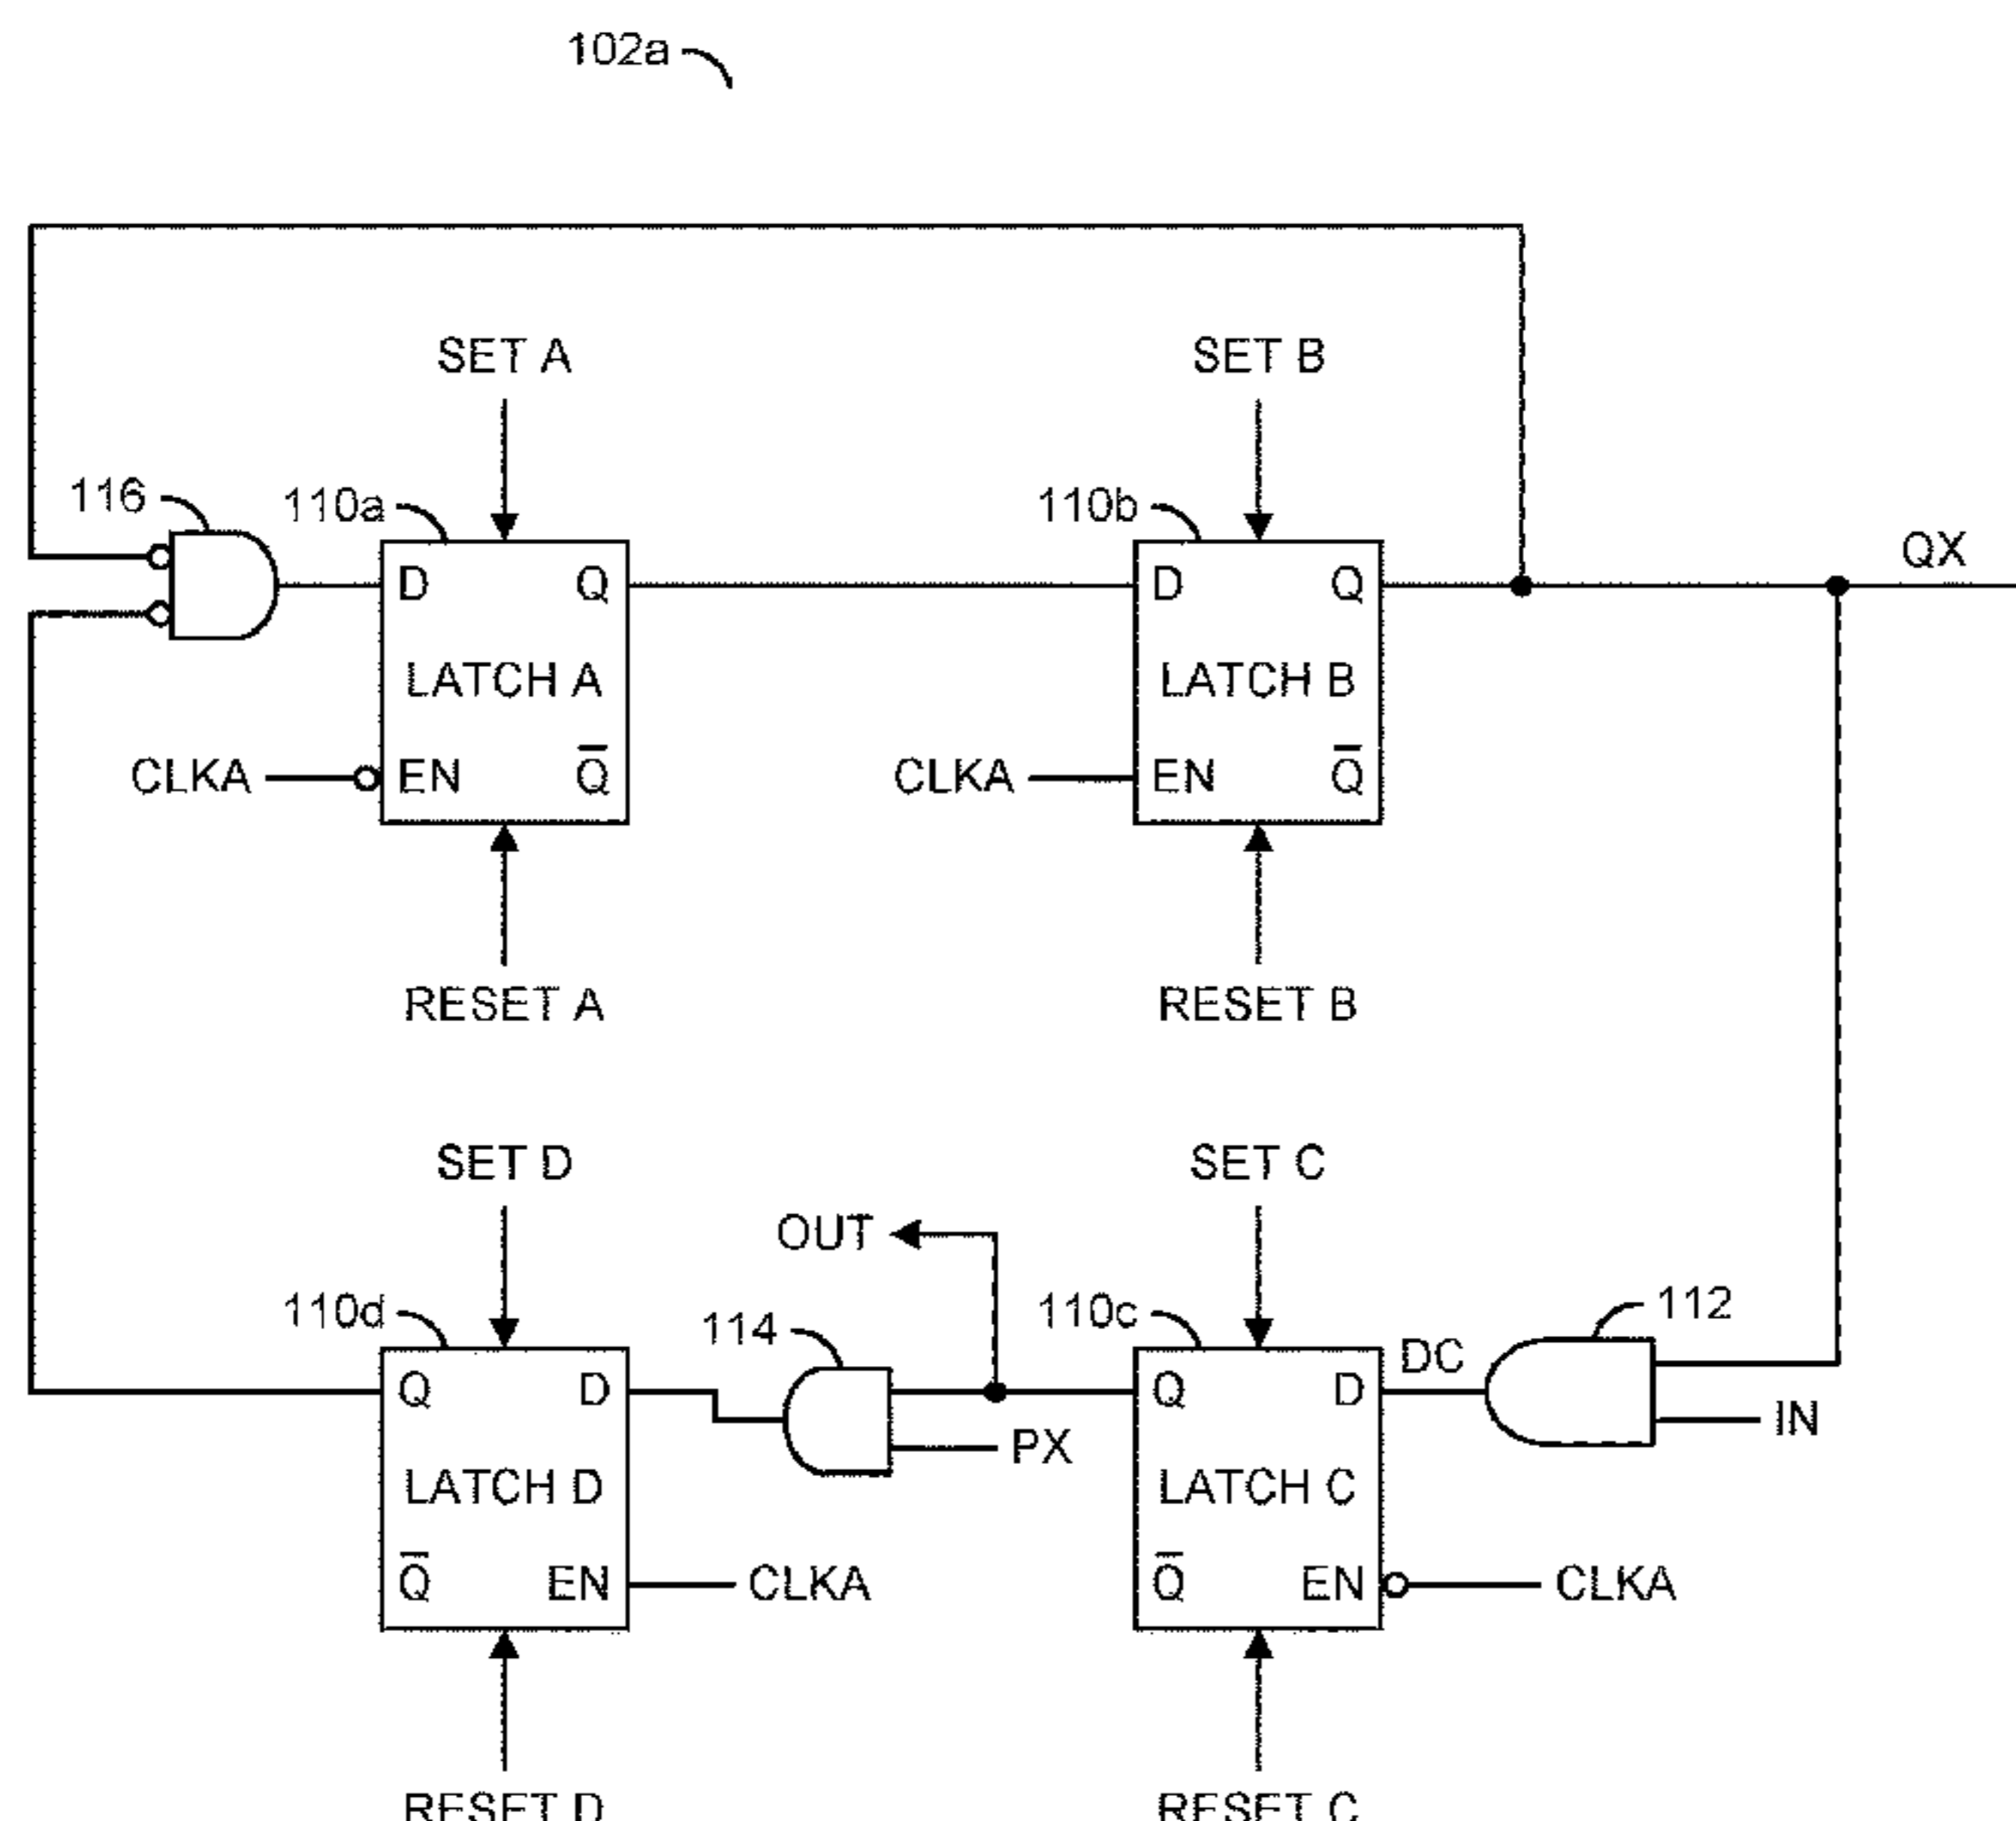 102a
SET A
SET B
116
110a
110b
QX
D
Q
D
Q
LATCH A
LATCH B
CLKA
EN
Q̅
CLKA
EN
Q̅
RESET A
RESET B
SET D
SET C
OUT
110d
114
110c
DC
112
Q
D
Q
D
IN
PX
LATCH D
LATCH C
Q̅
EN
CLKA
Q̅
EN
CLKA
RESET D
RESET C